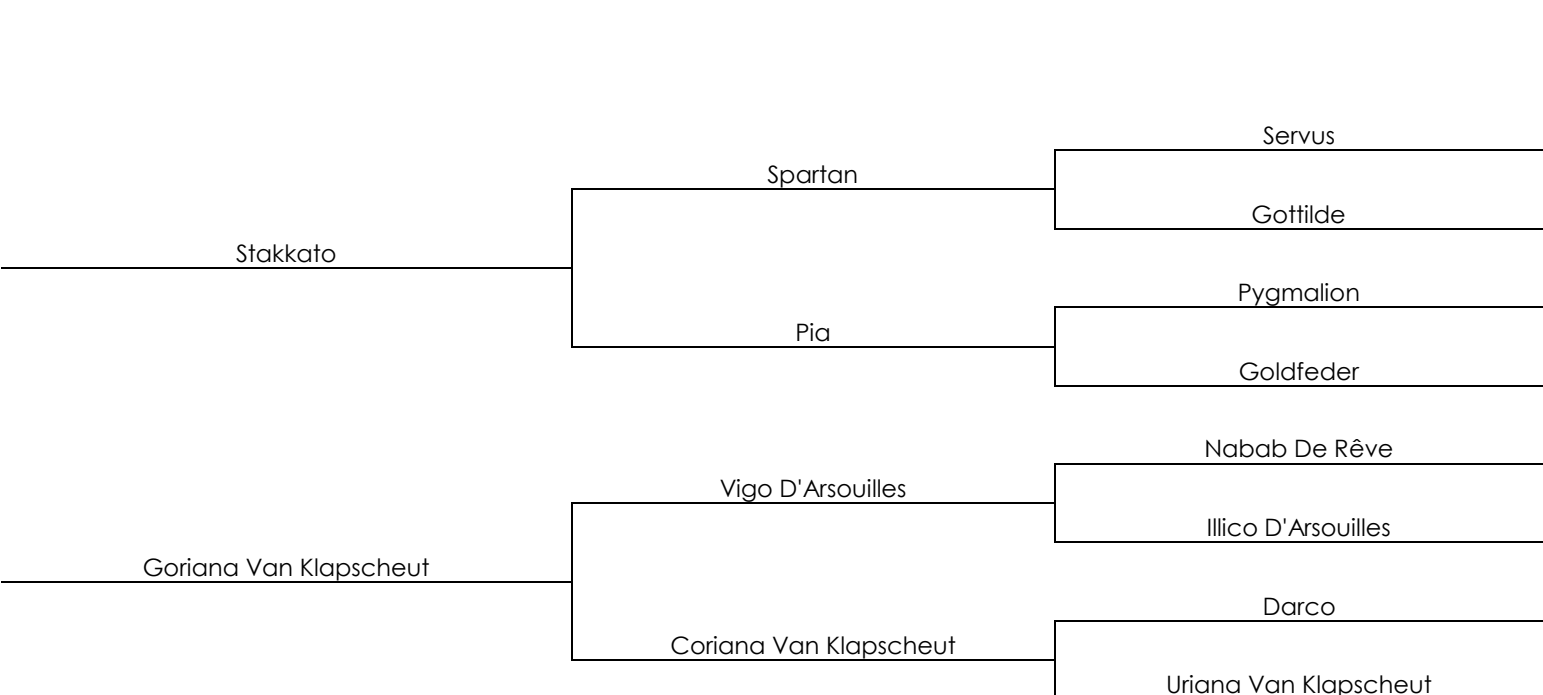 Servus
Spartan
Gottilde
Stakkato
Pygmalion
Pia
Goldfeder
Nabab De Rêve
Vigo D'Arsouilles
Illico D'Arsouilles
Goriana Van Klapscheut
Darco
Coriana Van Klapscheut
Uriana Van Klapscheut